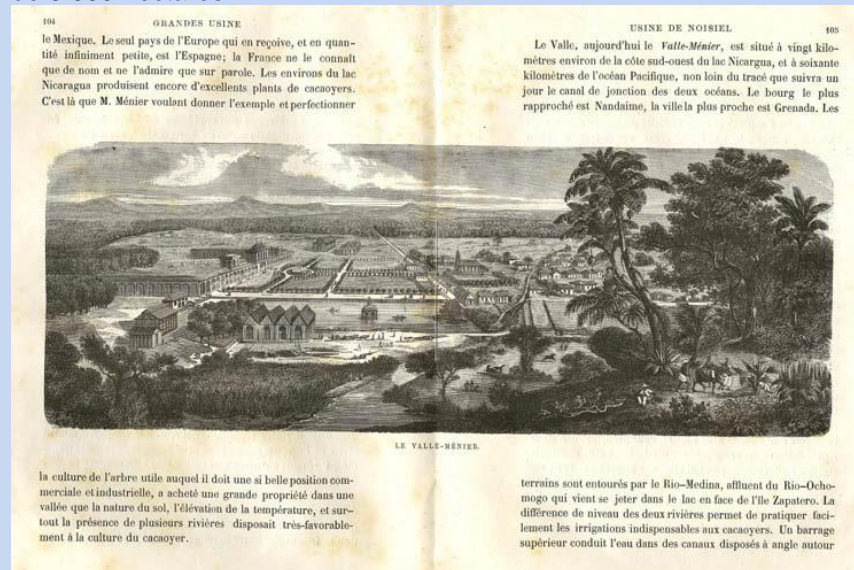 104
GRANDES USINE
le Mexique. Le seul pays de l'Europe qui en reçoive, et en quan-
tité infiniment petite, est l'Espagne; la France ne le connaît
que de nom et ne l'admire que sur parole. Les environs du lac
Nicaragua produisent encore d'excellents plants de cacaoyers.
C'est là que M. Ménier voulant donner l'exemple et perfectionner
la culture de l'arbre utile auquel il doit une si belle position com-
merciale et industrielle, a acheté une grande propriété dans une
vallée que la nature du sol, l'élévation de la température, et sur-
tout la présence de plusieurs rivières disposait très-favorable-
ment à la culture du cacaoyer.
USINE DE NOISIEL
105
Le Valle, aujourd'hui le Valle-Ménier, est situé à vingt kilo-
mètres environ de la côte sud-ouest du lac Nicargua, et à soixante
kilomètres de l'océan Pacifique, non loin du tracé que suivra un
jour le canal de jonction des deux océans. Le bourg le plus
rapproché est Nandaime, la ville la plus proche est Grenada. Les
LE VALLE-MÉNIER.
terrains sont entourés par le Rio-Medina, affluent du Rio-Ocho-
mogo qui vient se jeter dans le lac en face de l'île Zapatero. La
différence de niveau des deux rivières permet de pratiquer faci-
lement les irrigations indispensables aux cacaoyers. Un barrage
supérieur conduit l'eau dans des canaux disposés à angle autour